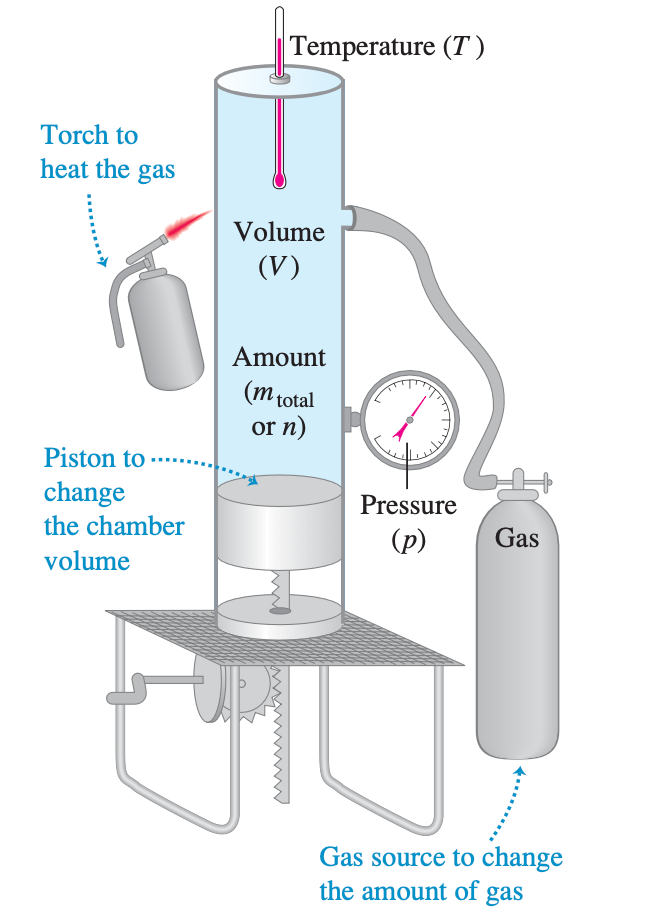 Temperature (T)
Torch to
heat the gas
Volume
(V)
Amount
(m total
or n)
Piston to
change
the chamber
volume
Pressure
(p)
Gas
Gas source to change
the amount of gas